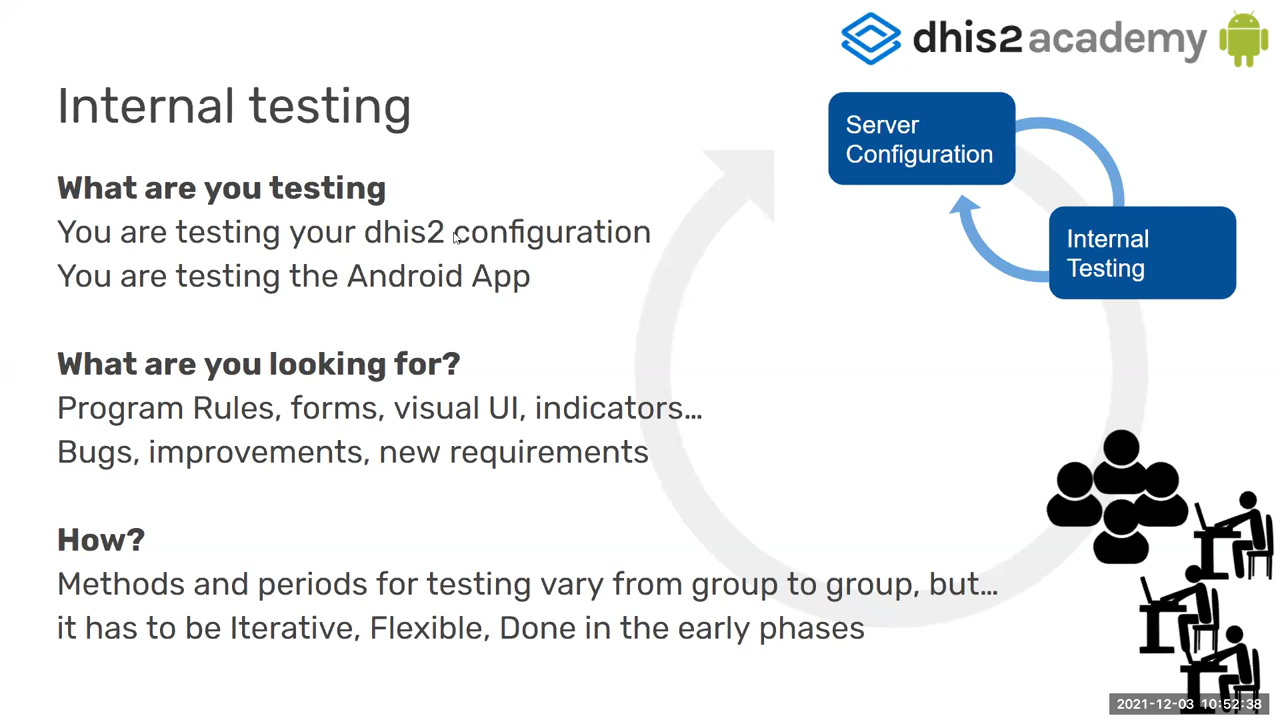 dhis2 academy
Internal testing
Server
Configuration
Internal
Testing
What are you testing
You are testing your dhis2 configuration
You are testing the Android App
What are you looking for?
Program Rules, forms, visual UI, indicators...
Bugs, improvements, new requirements
How?
Methods and periods for testing vary from group to group, but...
it has to be Iterative, Flexible, Done in the early phases
2021-12-03 10:52:38